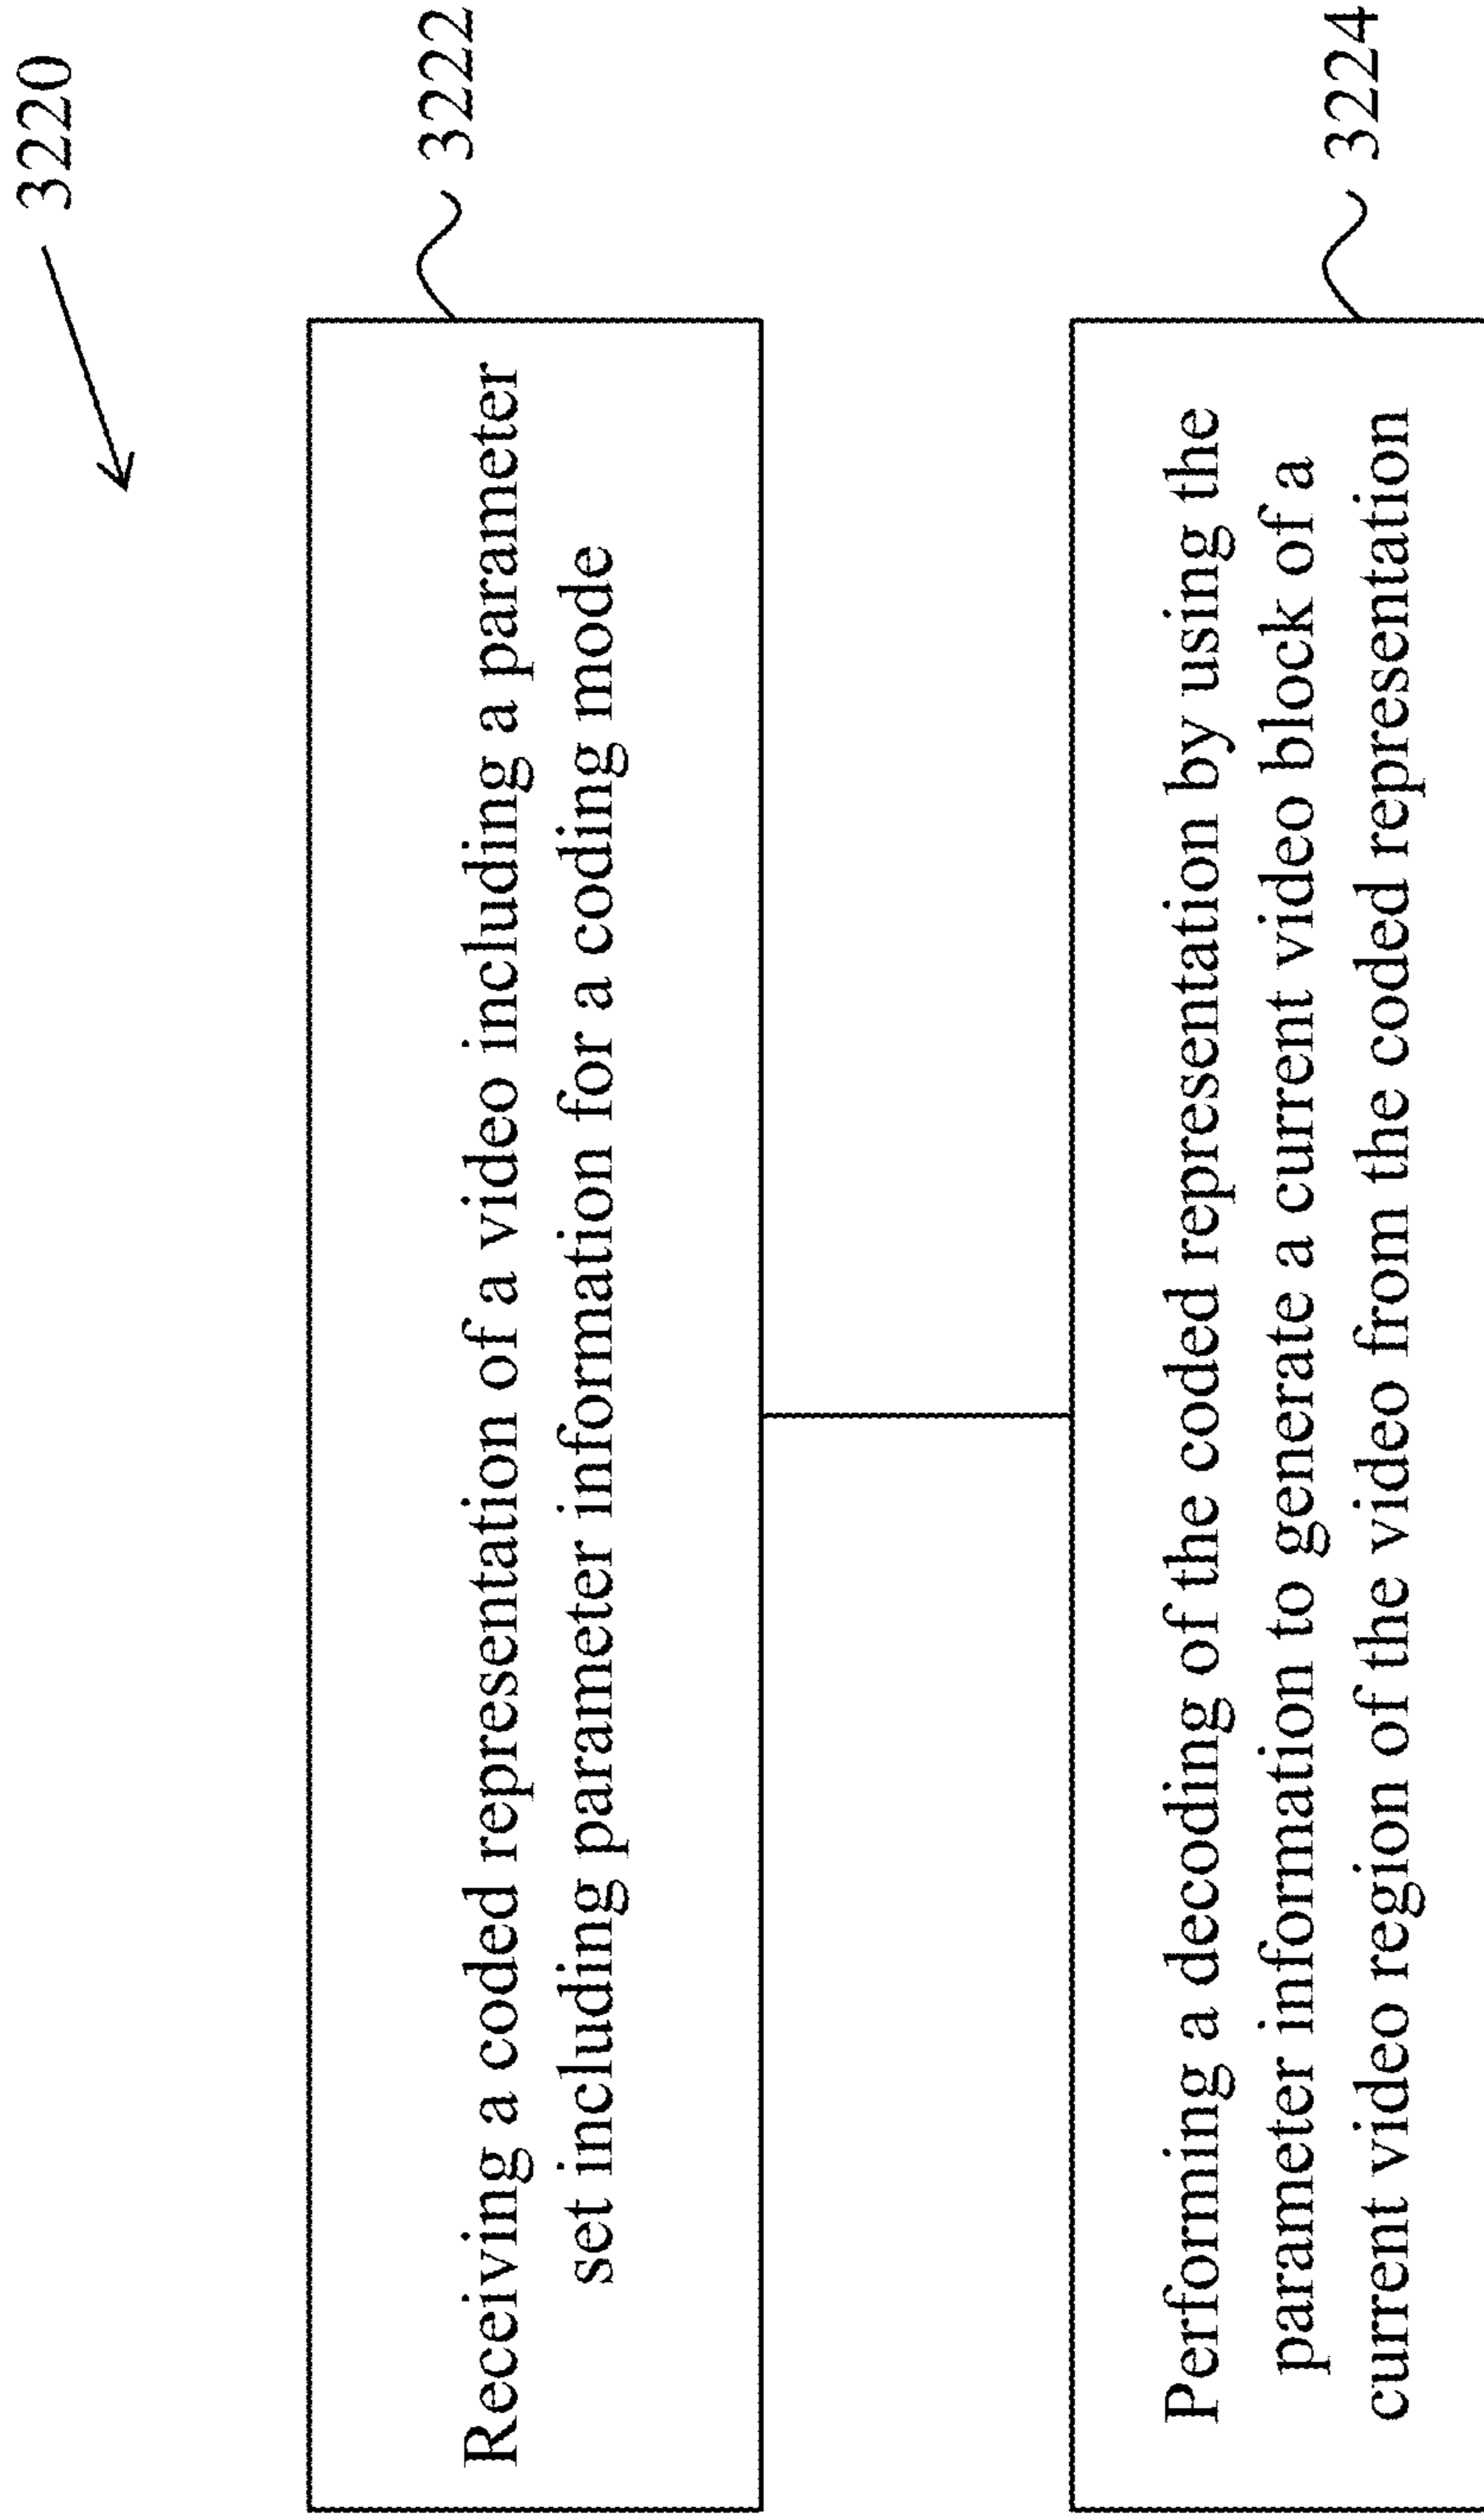 3220
Receiving a coded representation of a video including a parameter
set including parameter information for a coding mode
3222
Performing a decoding of the coded representation by using the
parameter information to generate a current video block of a
current video region of the video from the coded representation
3224